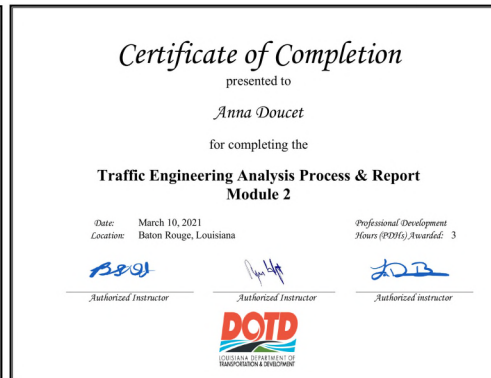 Certificate of Completion
presented to
Anna Doucet
for completing the
Traffic Engineering Analysis Process & Report
Module 2
Date: March 10, 2021
Location: Baton Rouge, Louisiana
Professional Development
Hours (PDHs) Awarded: 3
Authorized Instructor
Authorized Instructor
Authorized instructor
DOTD
LOUISIANA DEPARTMENT OF
TRANSPORTATION & DEVELOPMENT